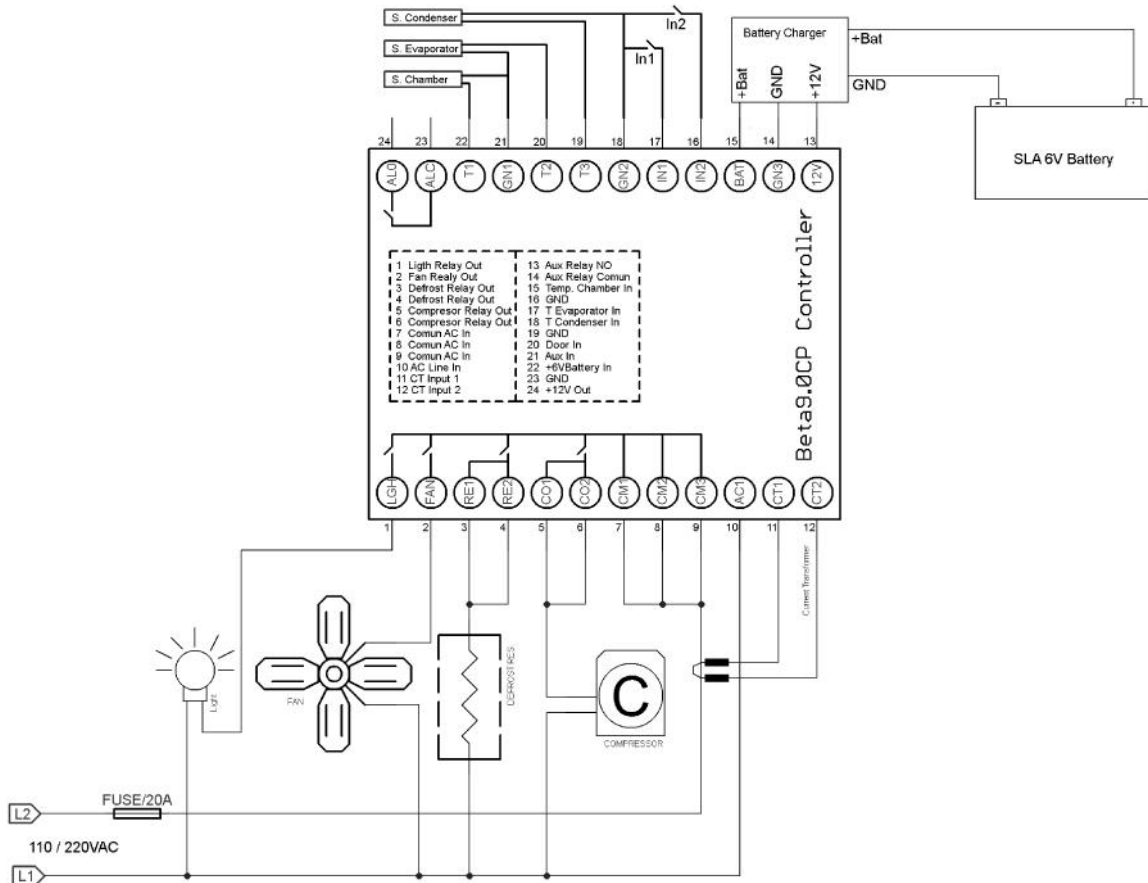 S. Condenser
S. Evaporator
S. Chamber
In2
In1
Battery Charger
+Bat
GND
+12V
+Bat
GND
SLA 6V Battery
24 23 22 21 20 19 18 17 16 15 14 13
AL0 ALC T1 GN1 T2 T3 GN2 IN1 IN2 BAT GN3 12V
1 Ligth Relay Out
2 Fan Realy Out
3 Defrost Relay Out
4 Defrost Relay Out
5 Compresor Relay Out
6 Compresor Relay Out
7 Comun AC In
8 Comun AC In
9 Comun AC In
10 AC Line In
11 CT Input 1
12 CT Input 2
13 Aux Relay NO
14 Aux Relay Comun
15 Temp. Chamber In
16 GND
17 T Evaporator In
18 T Condenser In
19 GND
20 Door In
21 Aux In
22 +6VBattery In
23 GND
24 +12V Out
Beta9.0CP Controller
LGH FAN RE1 RE2 CO1 CO2 CM1 CM2 CM3 AC1 CT1 CT2
1 2 3 4 5 6 7 8 9 10 11 12
Current Transformer
Light
FAN
DEFROST RES
C
COMPRESSOR
FUSE/20A
L2
110 / 220VAC
L1